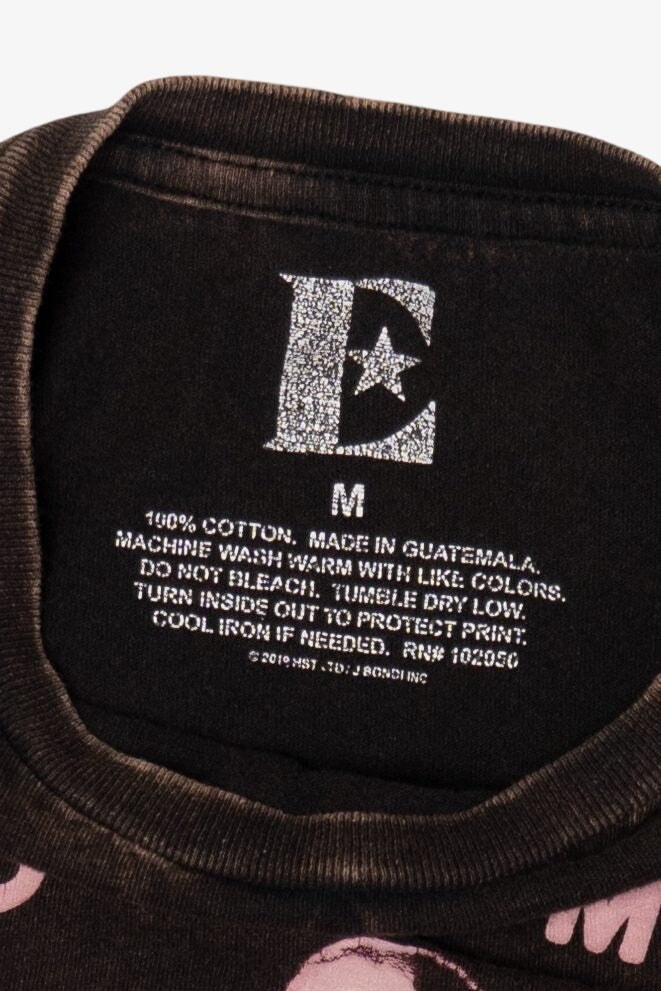 E
M
100% COTTON. MADE IN GUATEMALA.
MACHINE WASH WARM WITH LIKE COLORS.
DO NOT BLEACH. TUMBLE DRY LOW.
TURN INSIDE OUT TO PROTECT PRINT.
COOL IRON IF NEEDED. RN# 102050
HST LTD / J BONDI INC
M